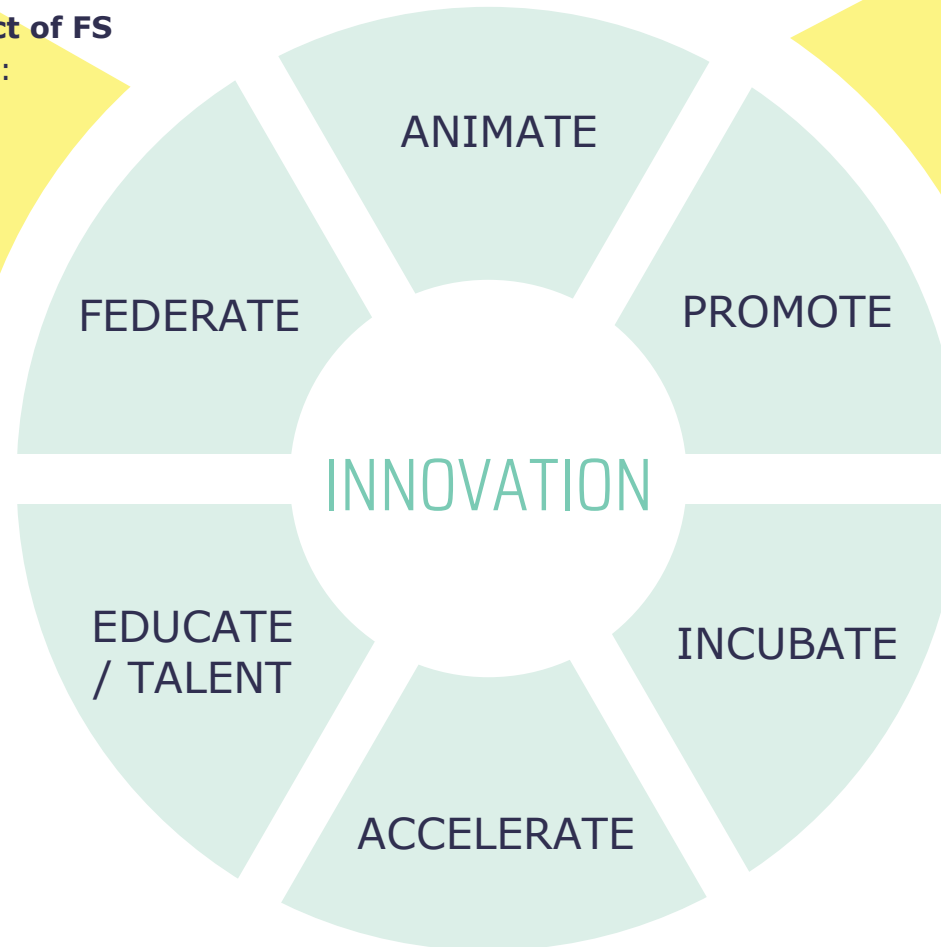 ct of FS
:
ANIMATE
FEDERATE
PROMOTE
INNOVATION
EDUCATE
/ TALENT
INCUBATE
ACCELERATE